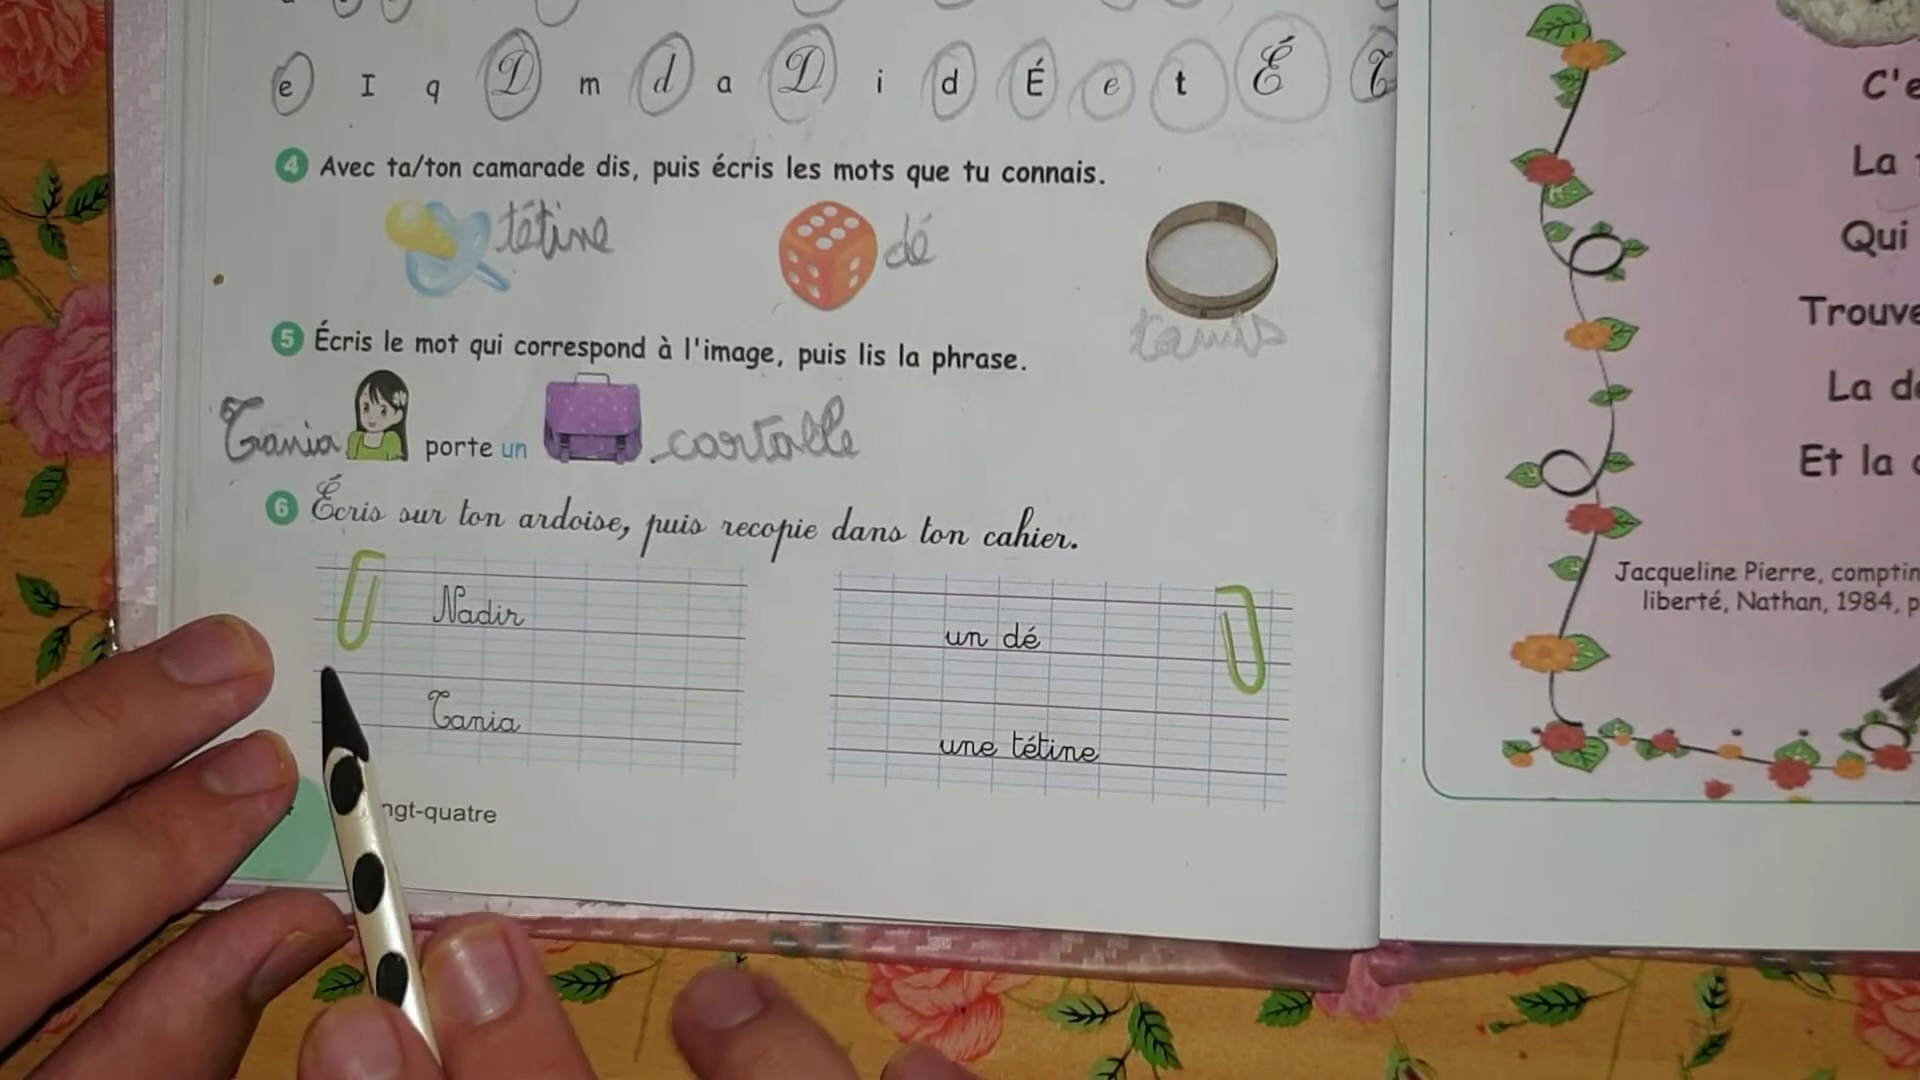 e I q D m d a D i d É e t É T
4 Avec ta/ton camarade dis, puis écris les mots que tu connais.
tétine dé
tamis
5 Écris le mot qui correspond à l'image, puis lis la phrase.
Tania porte un cartable
6 Écris sur ton ardoise, puis recopie dans ton cahier.
Nadir
Tania
un dé
une tétine
ngt-quatre
C'e
La
Qui
Trouve
La d
Et la
Jacqueline Pierre, comptin
liberté, Nathan, 1984, p